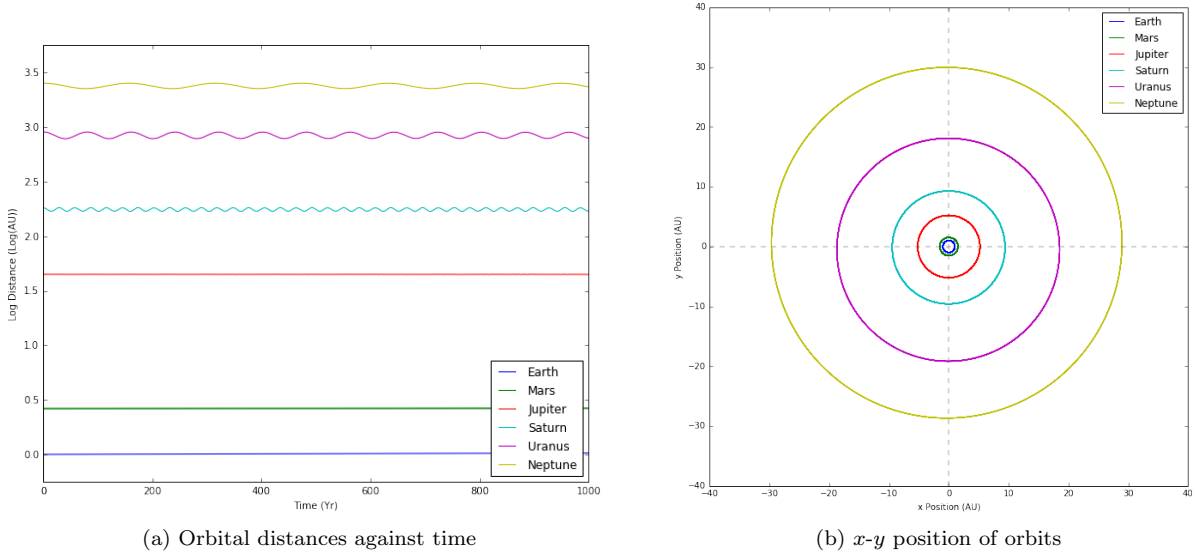 3.5
3.0
2.5
2.0
1.5
1.0
0.5
0.0
Log Distance (Log(AU))
0 200 400 600 800 1000
Time (Yr)
Earth
Mars
Jupiter
Saturn
Uranus
Neptune
(a) Orbital distances against time
40
30
20
10
0
−10
−20
−30
−40
y Position (AU)
−40 −30 −20 −10 0 10 20 30 40
x Position (AU)
Earth
Mars
Jupiter
Saturn
Uranus
Neptune
(b) x-y position of orbits